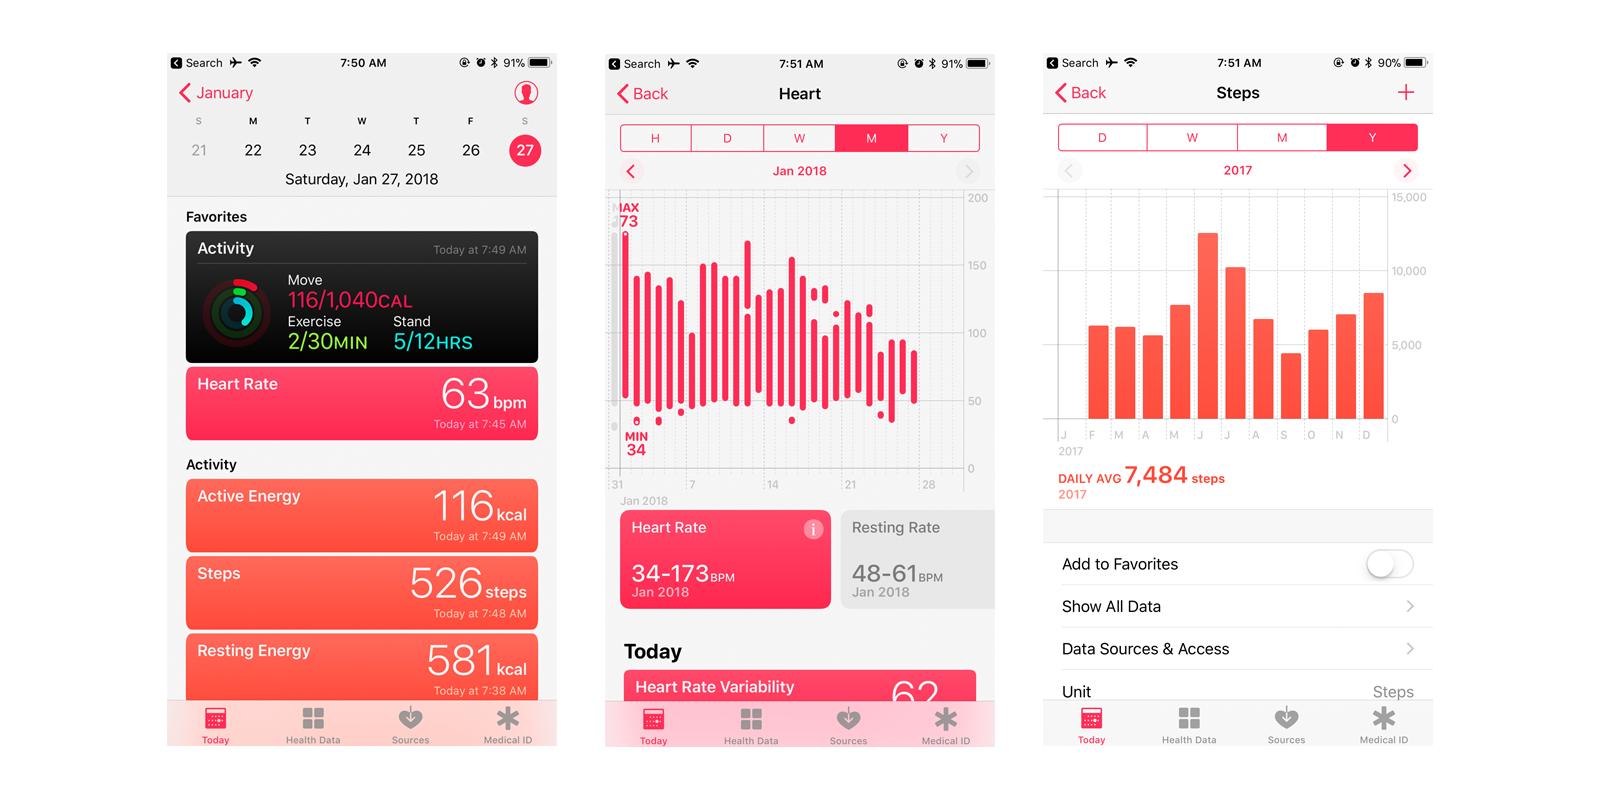 Search 7:50 AM 91%
January
S M T W T F S
21 22 23 24 25 26 27
Saturday, Jan 27, 2018
Favorites
Activity Today at 7:49 AM
Move
116/1,040CAL
Exercise Stand
2/30MIN 5/12HRS
Heart Rate 63 bpm
Today at 7:45 AM
Activity
Active Energy 116 kcal
Today at 7:49 AM
Steps 526 steps
Today at 7:48 AM
Resting Energy 581 kcal
Today at 7:38 AM
Today Health Data Sources Medical ID
Search 7:51 AM 91%
Back Heart
H D W M Y
Jan 2018
200
MAX
173
150
100
50
MIN
34
0
31 7 14 21 28
Jan 2018
Heart Rate i Resting Rate
34-173 BPM 48-61 BPM
Jan 2018 Jan 2018
Today
Heart Rate Variability 62
Today Health Data Sources Medical ID
Search 7:51 AM 90%
Back Steps +
D W M Y
2017
15,000
10,000
5,000
0
J F M A M J J A S O N D
2017
DAILY AVG 7,484 steps
2017
Add to Favorites
Show All Data
Data Sources & Access
Unit Steps
Today Health Data Sources Medical ID